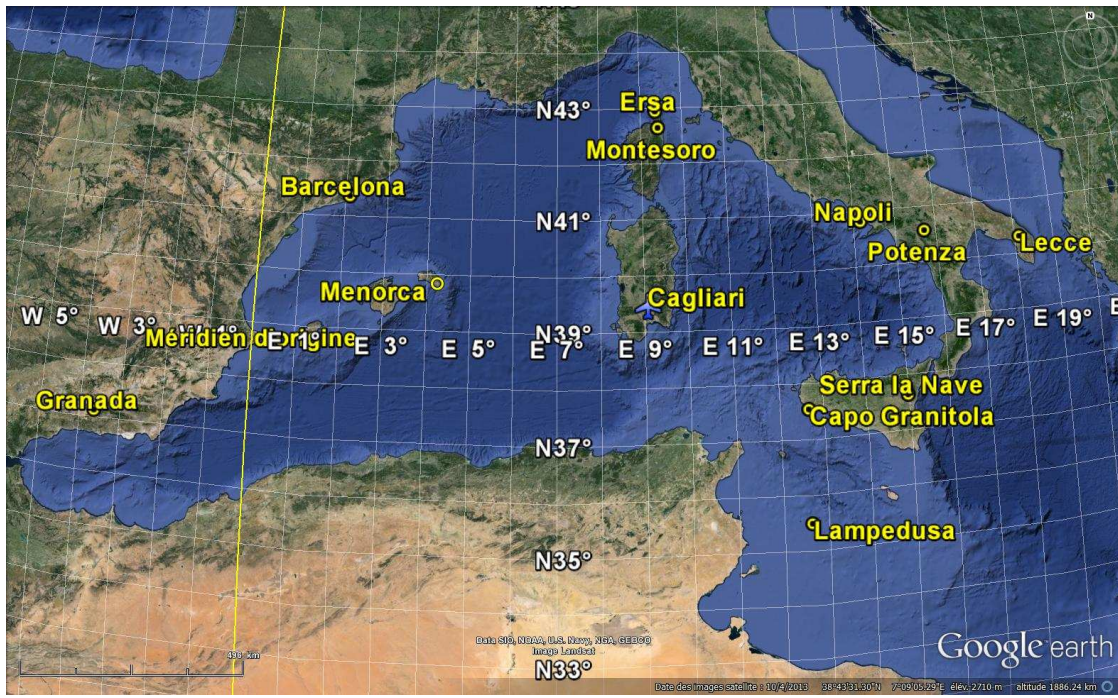 N
N43°
Ersa
Montesoro
Barcelona
N41°
Napoli
Potenza
Lecce
Menorca
Cagliari
W 5°
W 3°
Méridien d'origine
E 1°
E 3°
E 5°
N39°
E 7°
E 9°
E 11°
E 13°
E 15°
E 17°
E 19°
Granada
Serra la Nave
Capo Granitola
N37°
Lampedusa
N35°
Data SIO, NOAA, U.S. Navy, NGA, GEBCO
Image Landsat
Google earth
496 km
N33°
Date des images satellite : 10/4/2013 38°43'31.30" N 7°09'05.29" E élév. -2710 m altitude 1886.24 km